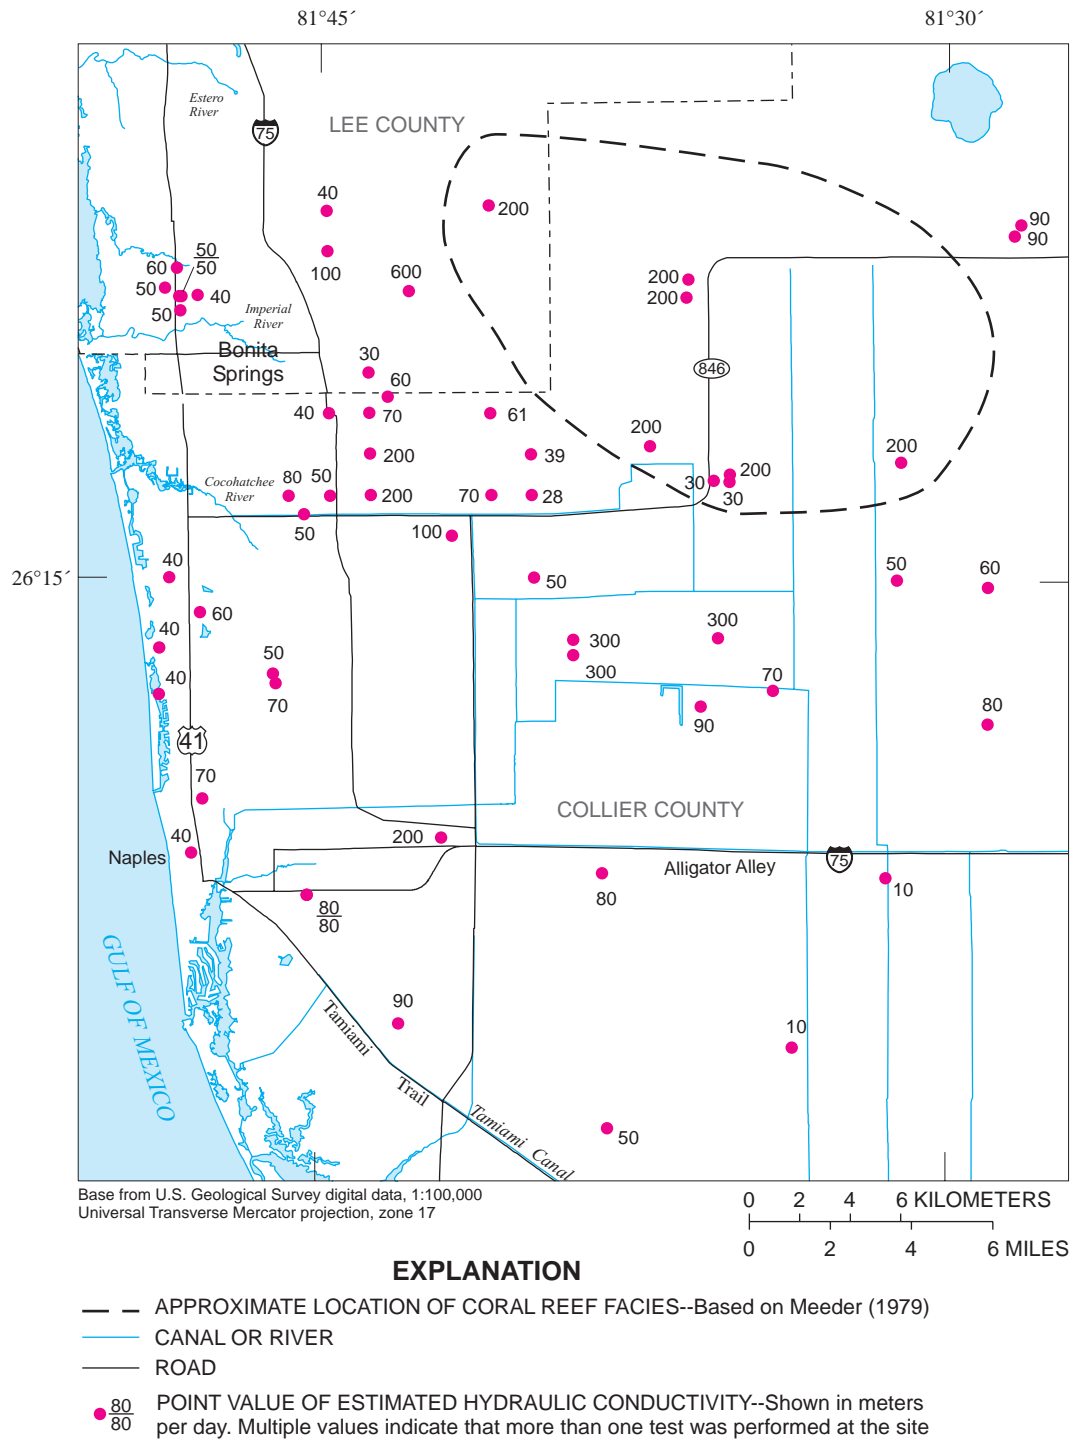 81°45´
81°30´
Estero
River
75
LEE COUNTY
40
200
90
90
100
600
50
50
60
50
40
50
200
200
Imperial
River
Bonita
Springs
30
60
846
40
70
61
200
200
39
200
Cocohatchee
River
80
50
200
70
28
30
200
30
50
100
26°15´
40
50
50
60
60
40
300
300
300
50
70
40
70
90
80
41
70
COLLIER COUNTY
40
200
Naples
Alligator Alley
75
80
10
80
80
GULF OF MEXICO
90
Tamiami
Trail
10
Tamiami Canal
50
Base from U.S. Geological Survey digital data, 1:100,000
Universal Transverse Mercator projection, zone 17
0 2 4 6 KILOMETERS
0 2 4 6 MILES
EXPLANATION
APPROXIMATE LOCATION OF CORAL REEF FACIES--Based on Meeder (1979)
CANAL OR RIVER
ROAD
80
80
POINT VALUE OF ESTIMATED HYDRAULIC CONDUCTIVITY--Shown in meters
per day. Multiple values indicate that more than one test was performed at the site